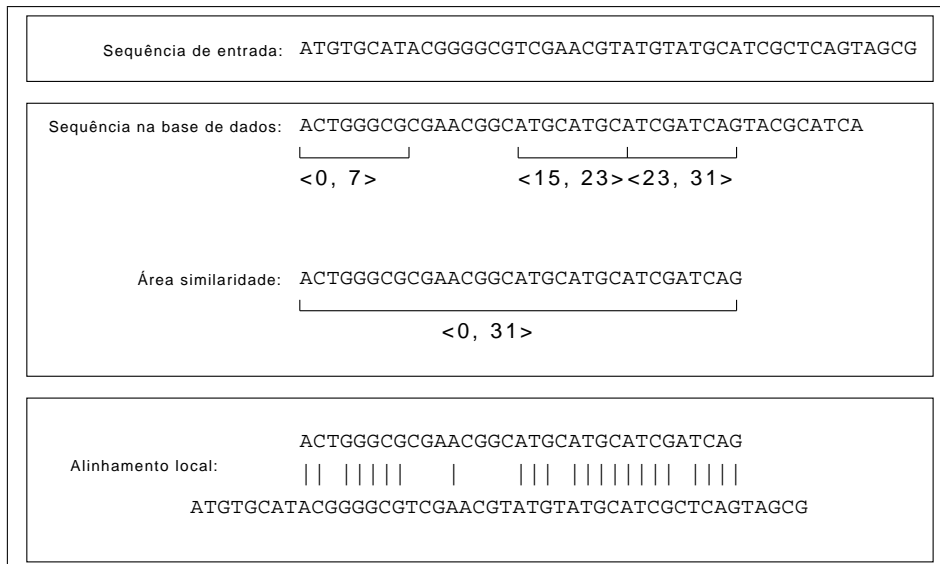 Sequência de entrada: ATGTGCATACGGGGCGTCGAACGTATGTATGCATCGCTCAGTAGCG
Sequência na base de dados: ACTGGGCGCGAACGGCATGCATGCATCGATCAGTACGCATCA
<0, 7> <15, 23><23, 31>
Área similaridade: ACTGGGCGCGAACGGCATGCATGCATCGATCAG
<0, 31>
ACTGGGCGCGAACGGCATGCATGCATCGATCAG
Alinhamento local:
ATGTGCATACGGGGCGTCGAACGTATGTATGCATCGCTCAGTAGCG